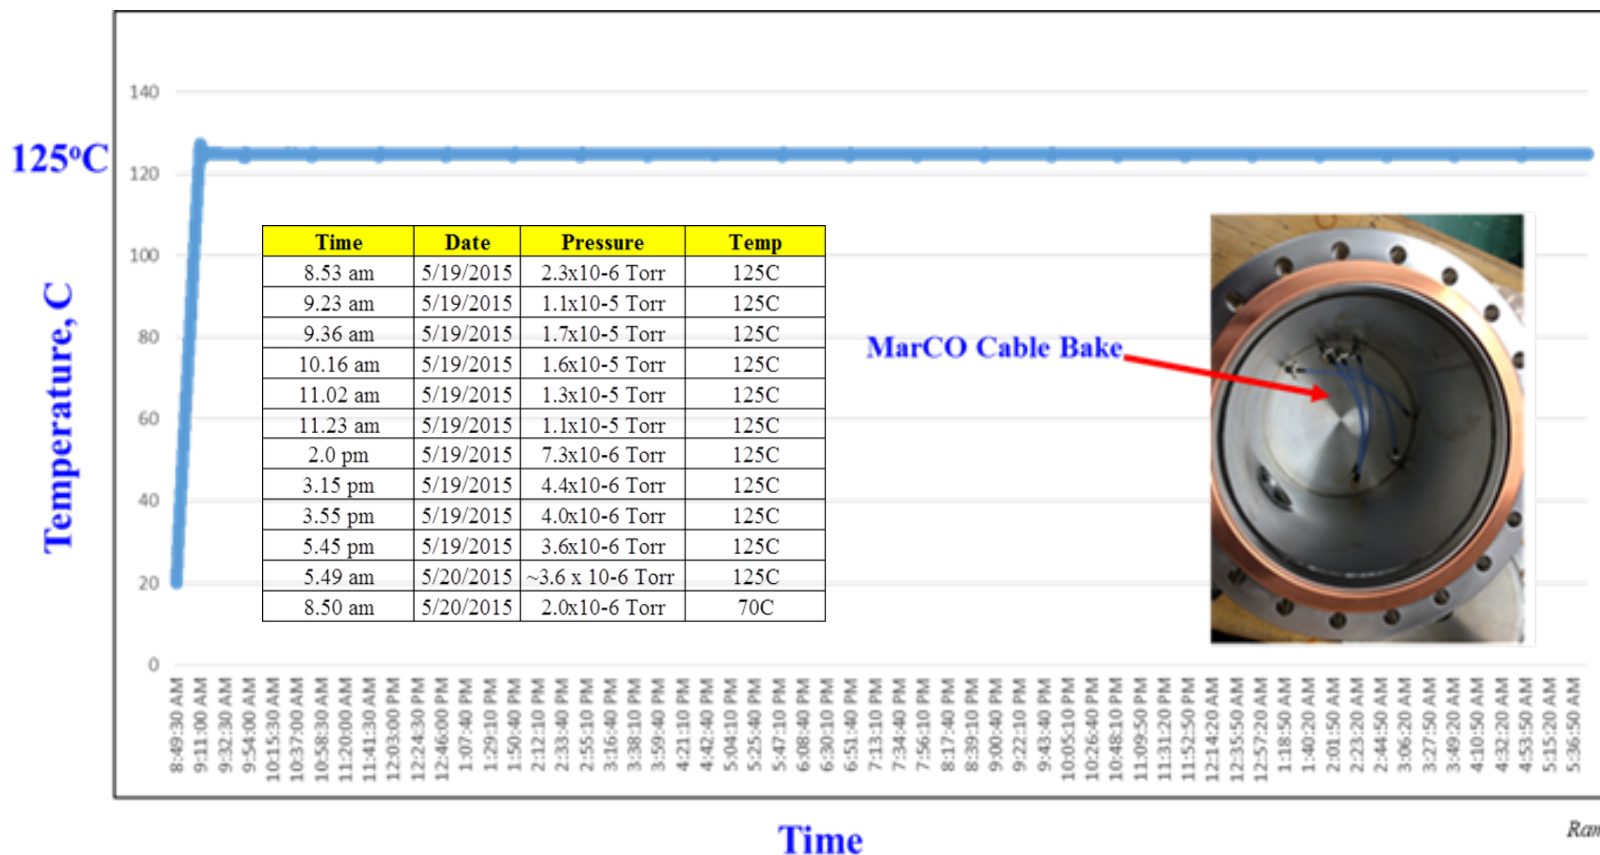 140
125°C
120
100
80
60
40
20
0
Temperature, C
Time Date Pressure Temp
8.53 am 5/19/2015 2.3x10-6 Torr 125C
9.23 am 5/19/2015 1.1x10-5 Torr 125C
9.36 am 5/19/2015 1.7x10-5 Torr 125C
10.16 am 5/19/2015 1.6x10-5 Torr 125C
11.02 am 5/19/2015 1.3x10-5 Torr 125C
11.23 am 5/19/2015 1.1x10-5 Torr 125C
2.0 pm 5/19/2015 7.3x10-6 Torr 125C
3.15 pm 5/19/2015 4.4x10-6 Torr 125C
3.55 pm 5/19/2015 4.0x10-6 Torr 125C
5.45 pm 5/19/2015 3.6x10-6 Torr 125C
5.49 am 5/20/2015 ~3.6 x 10-6 Torr 125C
8.50 am 5/20/2015 2.0x10-6 Torr 70C
MarCO Cable Bake
8:49:30 AM
9:11:00 AM
9:32:30 AM
9:54:00 AM
10:15:30 AM
10:37:00 AM
10:58:30 AM
11:20:00 AM
11:41:30 AM
12:03:00 PM
12:24:30 PM
12:46:00 PM
1:07:40 PM
1:29:10 PM
1:50:40 PM
2:12:10 PM
2:33:40 PM
2:55:10 PM
3:16:40 PM
3:38:10 PM
3:59:40 PM
4:21:10 PM
4:42:40 PM
5:04:10 PM
5:25:40 PM
5:47:10 PM
6:08:40 PM
6:30:10 PM
6:51:40 PM
7:13:10 PM
7:34:40 PM
7:56:10 PM
8:17:40 PM
8:39:10 PM
9:00:40 PM
9:22:10 PM
9:43:40 PM
10:05:10 PM
10:26:40 PM
10:48:10 PM
11:09:50 PM
11:31:20 PM
11:52:50 PM
12:14:20 AM
12:35:50 AM
12:57:20 AM
1:18:50 AM
1:40:20 AM
2:01:50 AM
2:23:20 AM
2:44:50 AM
3:06:20 AM
3:27:50 AM
3:49:20 AM
4:10:50 AM
4:32:20 AM
4:53:50 AM
5:15:20 AM
5:36:50 AM
Time